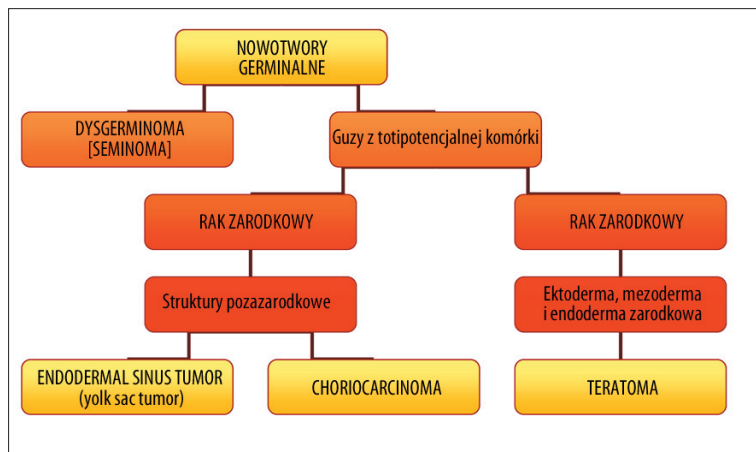 NOWOTWORY
GERMINALNE
DYSGERMINOMA
[SEMINOMA]
Guzy z totipotencjalnej komórki
RAK ZARODKOWY
RAK ZARODKOWY
Struktury pozazarodkowe
Ektoderma, mezoderma
i endoderma zarodkowa
ENDODERMAL SINUS TUMOR
(yolk sac tumor)
CHORIOCARCINOMA
TERATOMA